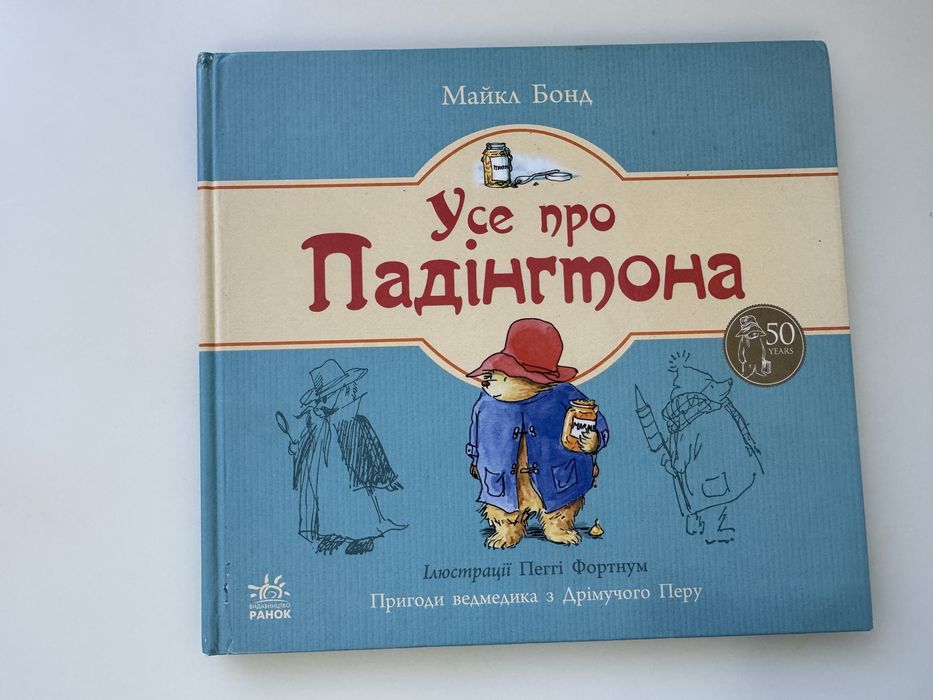 Майкл Бонд
Усе про
Падінгтона
50
YEARS
Ілюстрації Пеггі Фортнум
Пригоди ведмедика з Дрімучого Перу
ВИДАВНИЦТВО
РАНОК